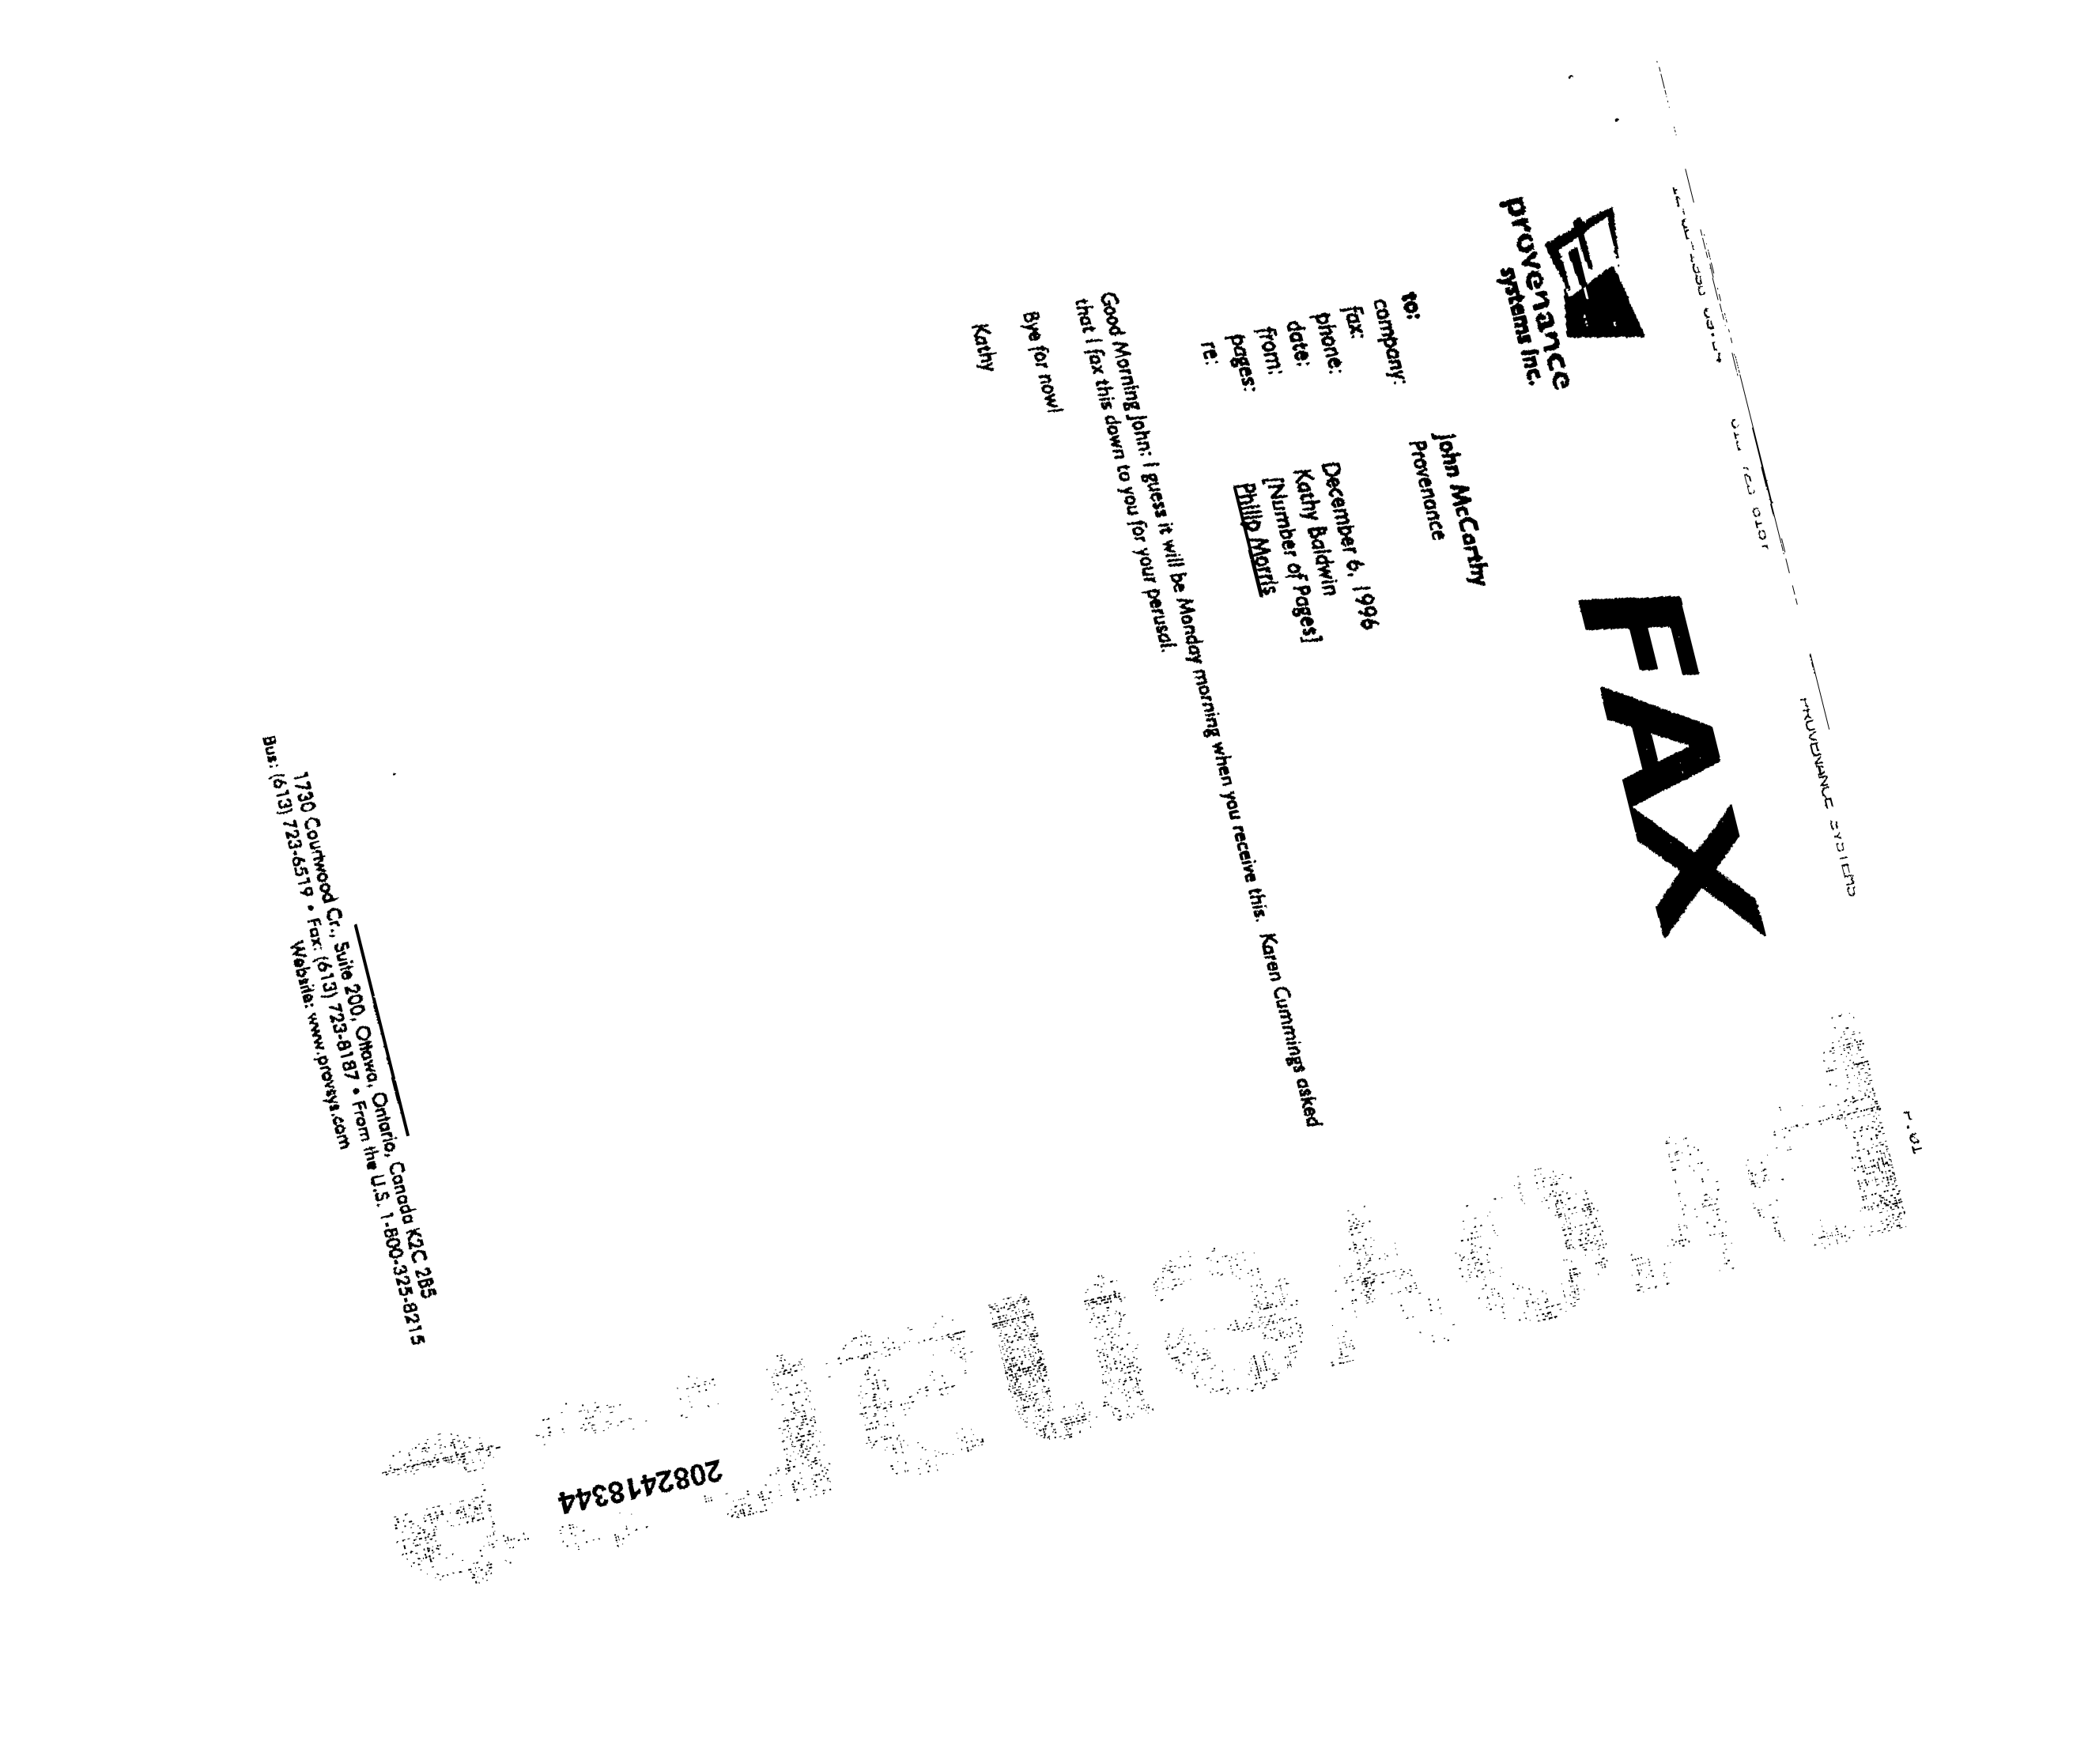 PROVENANCE SYSTEMS
P.01
provenance
systems inc.
FAX
to: John McCarthy
company: Provenance
fax:
phone:
date: December 6, 1996
from: Kathy Baldwin
pages: [Number of Pages]
re: Philip Morris
Good Morning John: I guess it will be Monday morning when you receive this. Karen Cummings asked
that I fax this down to you for your perusal.
Bye for now!
Kathy
1730 Courtwood Cr., Suite 200, Ottawa, Ontario, Canada K2C 2B5
Bus: (613) 723-6519 • Fax: (613) 723-8187 • From the U.S. 1-800-325-8215
Website: www.provsys.com
provenance
2082418344